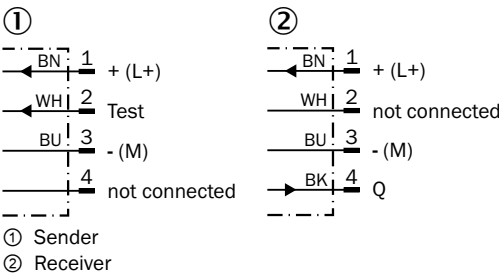 ① ②
BN 1 + (L+) BN 1 + (L+)
WH 2 Test WH 2 not connected
BU 3 - (M) BU 3 - (M)
4 not connected BK 4 Q
① Sender
② Receiver